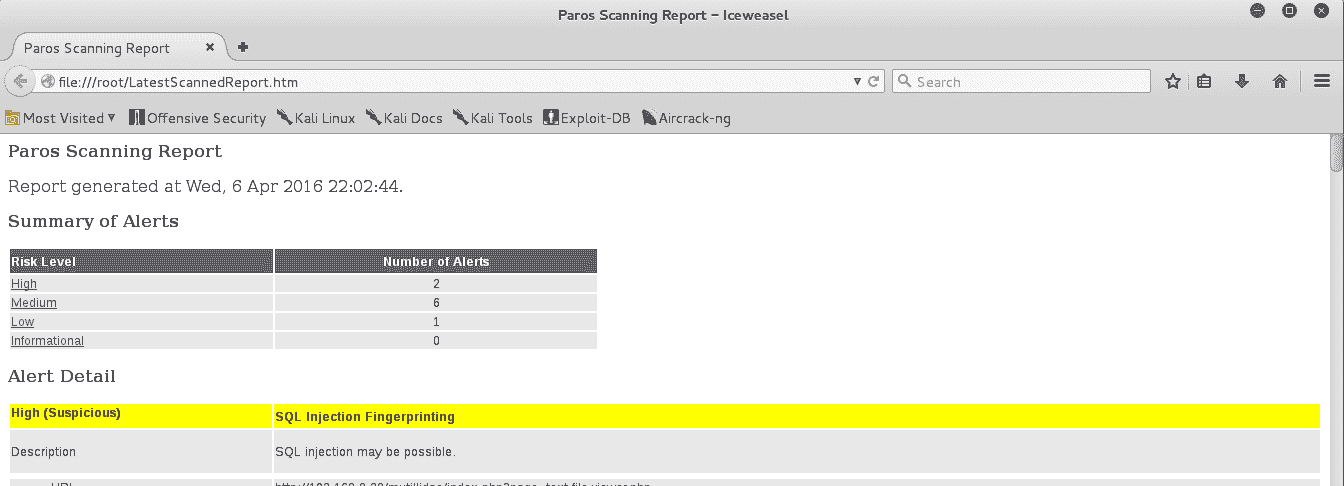 Paros Scanning Report - Iceweasel
Paros Scanning Report
file:///root/LatestScannedReport.htm
Search
Most Visited Offensive Security Kali Linux Kali Docs Kali Tools Exploit-DB Aircrack-ng
Paros Scanning Report
Report generated at Wed, 6 Apr 2016 22:02:44.
Summary of Alerts
Risk Level Number of Alerts
High 2
Medium 6
Low 1
Informational 0
Alert Detail
High (Suspicious) SQL Injection Fingerprinting
Description SQL injection may be possible.